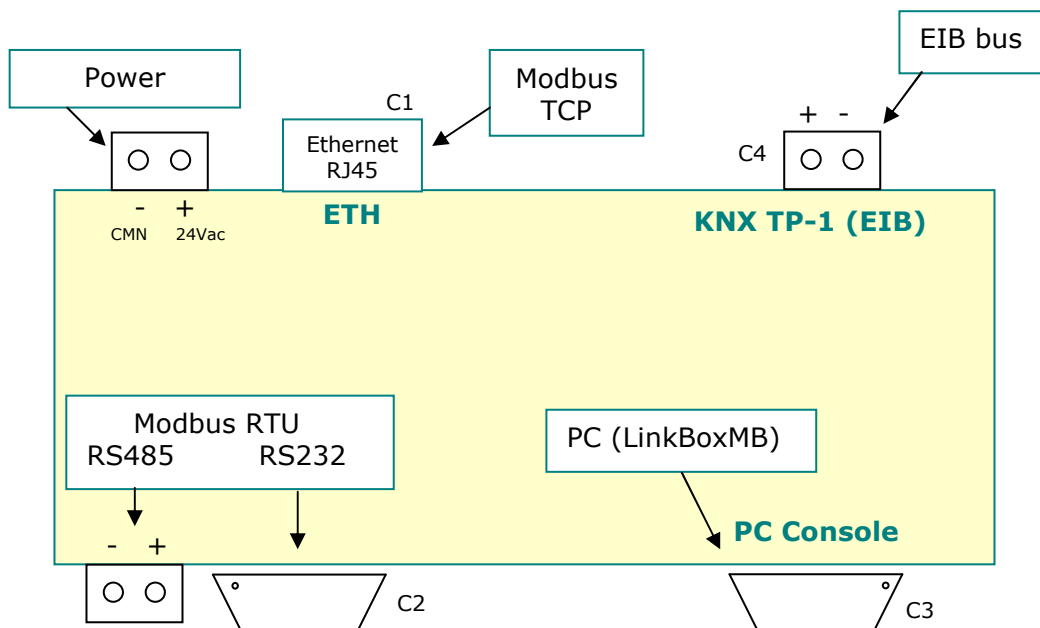 EIB bus
Power
Modbus
TCP
C1
+ -
Ethernet
RJ45
C4
- +
CMN 24Vac
ETH
KNX TP-1 (EIB)
Modbus RTU
RS485 RS232
PC (LinkBoxMB)
PC Console
- +
C2
C3